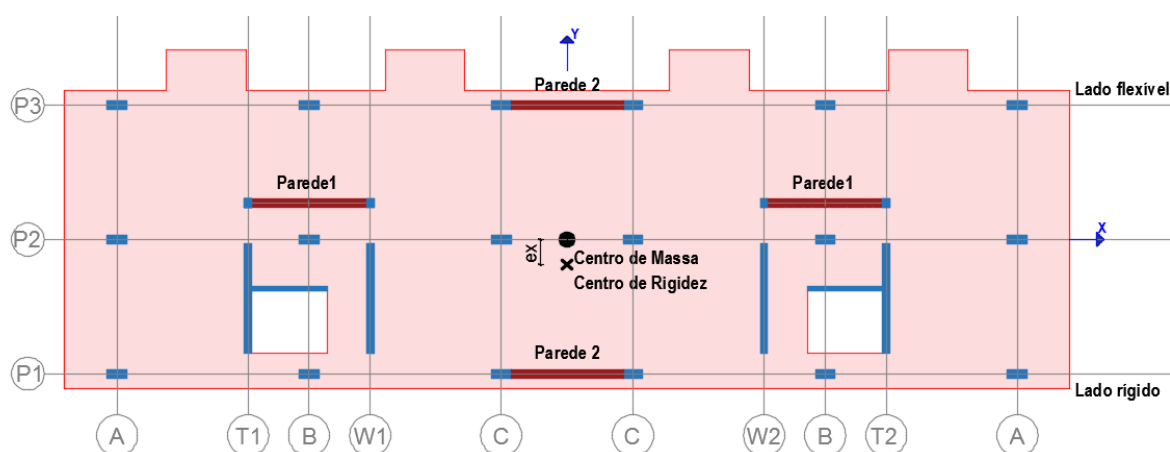 Y
Parede 2
Lado flexível
P3
Parede1
Parede1
P2
X
ex
Centro de Massa
Centro de Rigidez
Parede 2
P1
Lado rígido
A
T1
B
W1
C
C
W2
B
T2
A